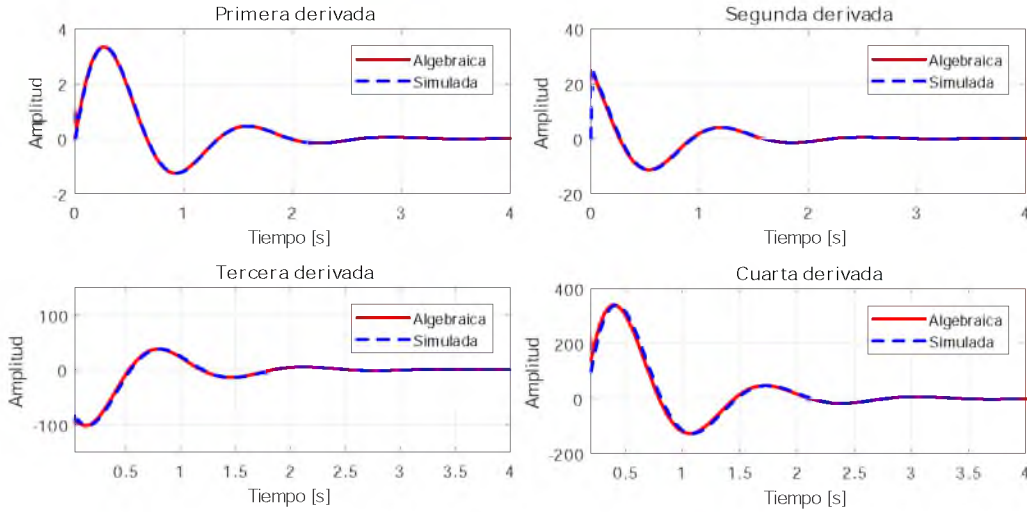 Primera derivada
4
2
0
-2
Amplitud
Algebraica
Simulada
0
1
2
3
4
Tiempo [s]
Segunda derivada
40
20
0
-20
Amplitud
Algebraica
Simulada
0
1
2
3
4
Tiempo [s]
Tercera derivada
100
0
-100
Amplitud
Algebraica
Simulada
0.5
1
1.5
2
2.5
3
3.5
4
Tiempo [s]
Cuarta derivada
400
200
0
-200
Amplitud
Algebraica
Simulada
0.5
1
1.5
2
2.5
3
3.5
4
Tiempo [s]